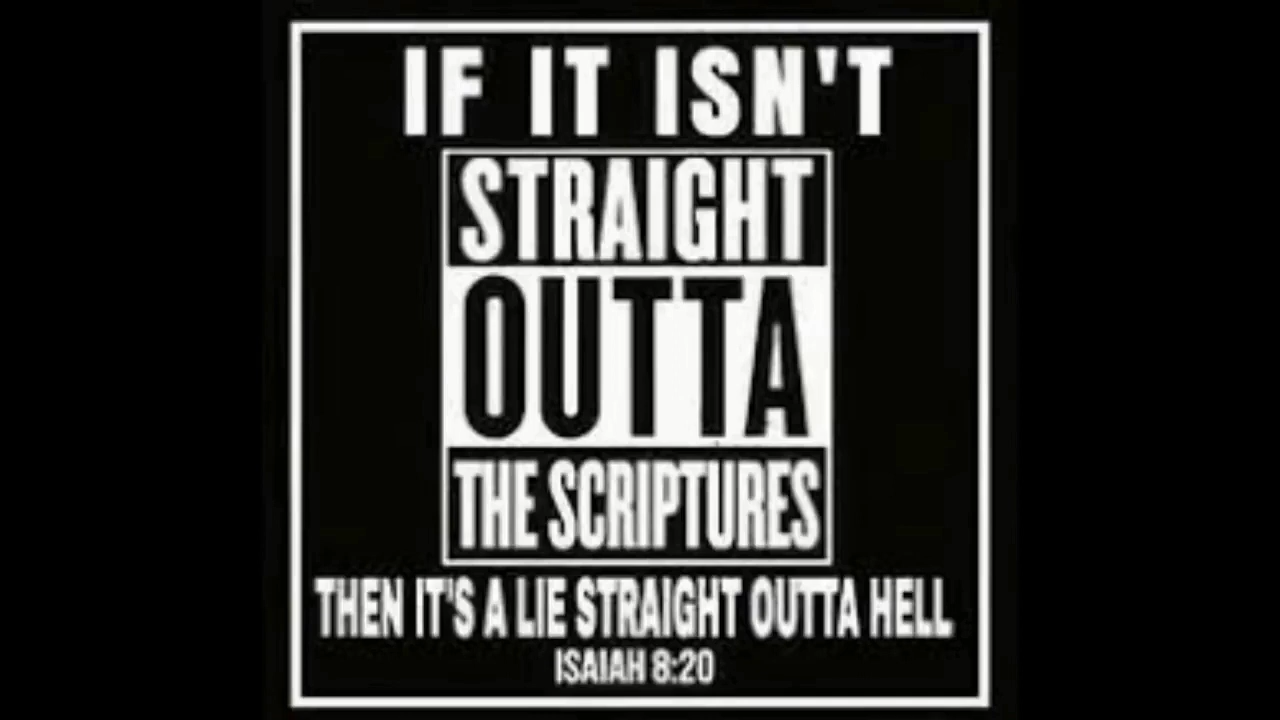 IF IT ISN'T
STRAIGHT
OUTTA
THE SCRIPTURES
THEN IT'S A LIE STRAIGHT OUTTA HELL
ISAIAH 8:20